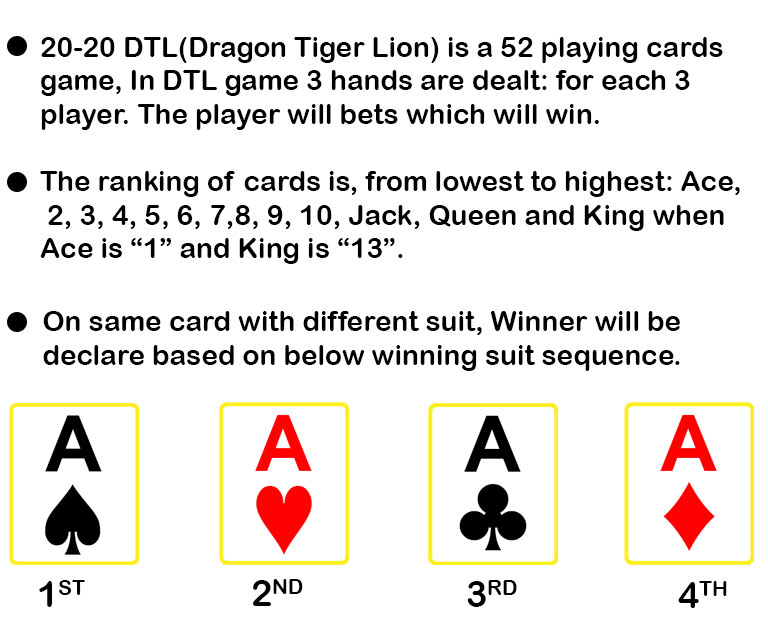 ● 20-20 DTL(Dragon Tiger Lion) is a 52 playing cards
game, In DTL game 3 hands are dealt: for each 3
player. The player will bets which will win.
● The ranking of cards is, from lowest to highest: Ace,
2, 3, 4, 5, 6, 7,8, 9, 10, Jack, Queen and King when
Ace is “1” and King is “13”.
● On same card with different suit, Winner will be
declare based on below winning suit sequence.
A A A A
♠ ♥ ♣ ♦
1ST 2ND 3RD 4TH